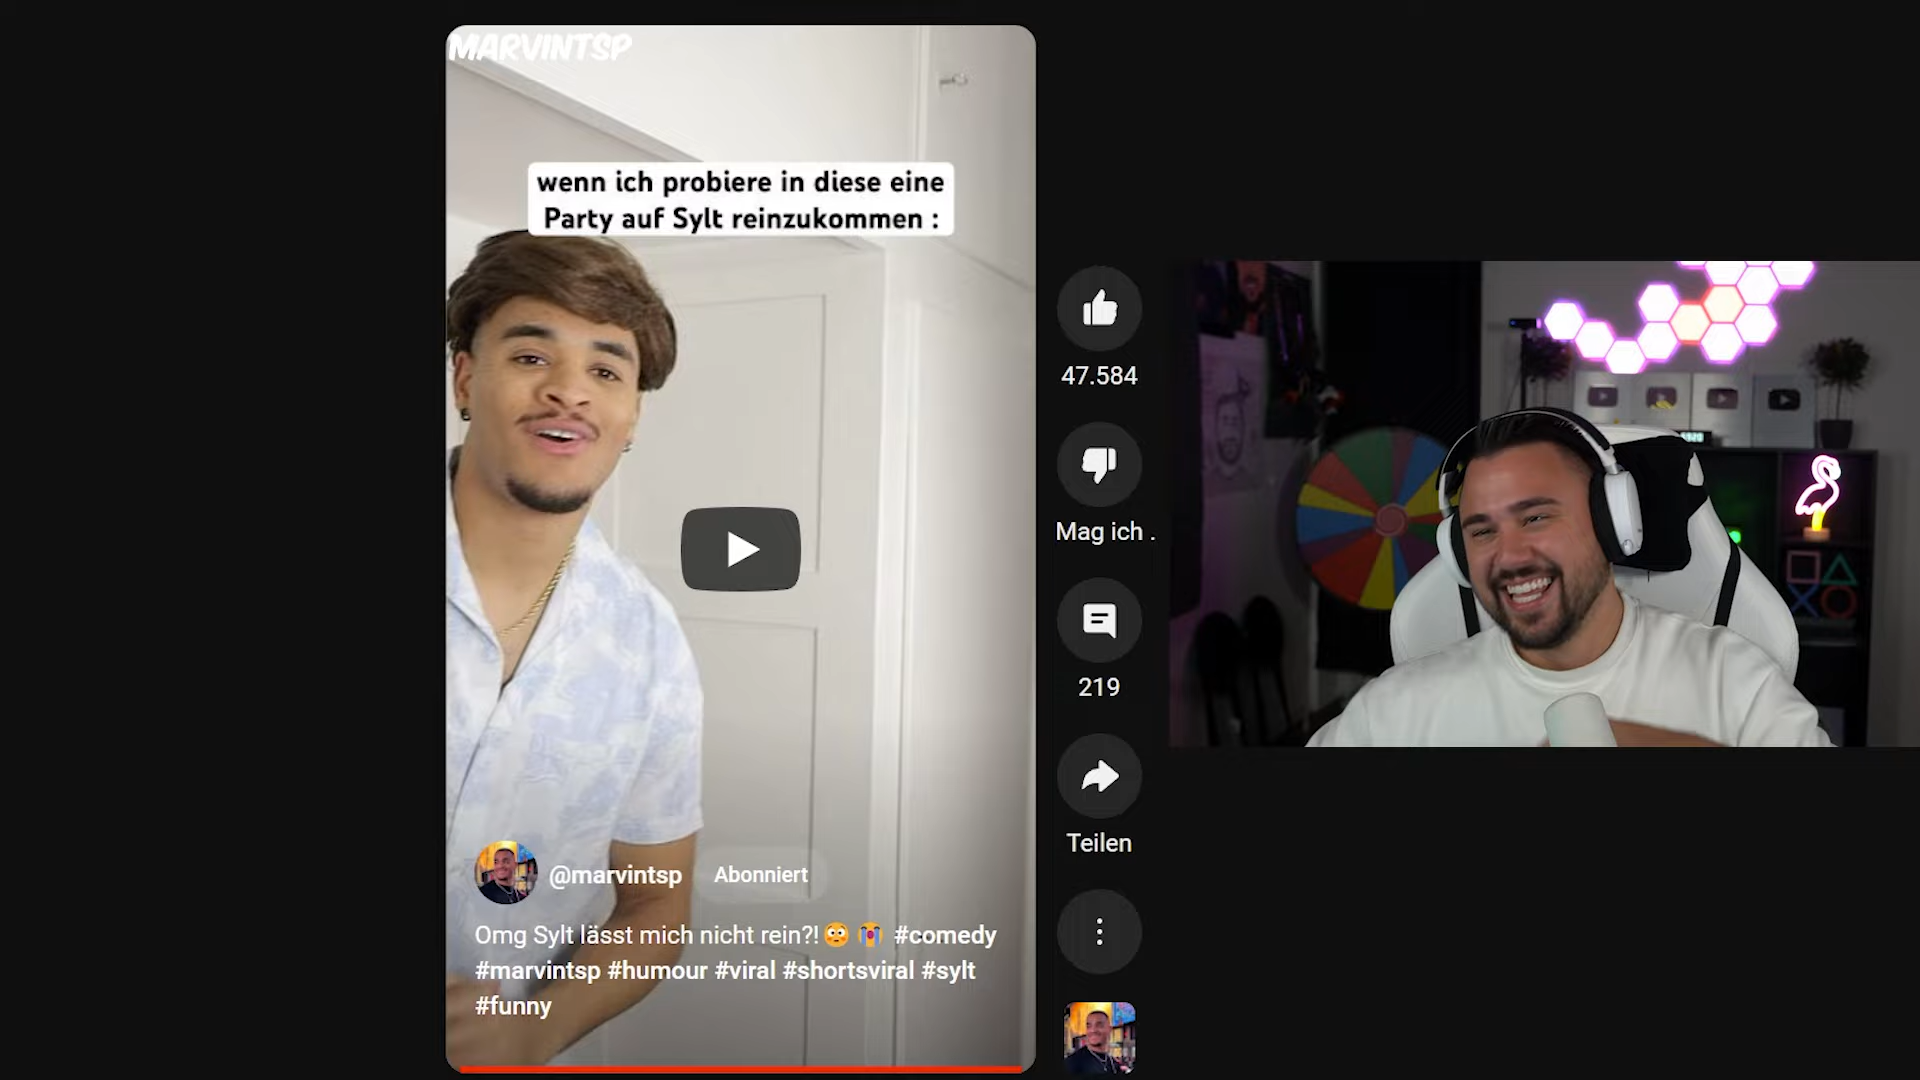 MARVINTSP
wenn ich probiere in diese eine
Party auf Sylt reinzukommen :
47.584
Mag ich .
219
Teilen
@marvintsp Abonniert
Omg Sylt lässt mich nicht rein?!😳 😭 #comedy
#marvintsp #humour #viral #shortsviral #sylt
#funny